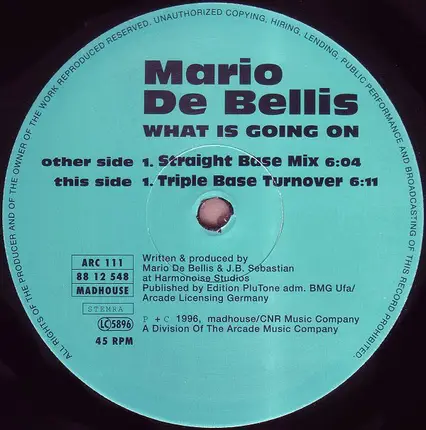 ALL RIGHTS OF THE PRODUCER AND OF THE OWNER OF THE WORK REPRODUCED RESERVED. UNAUTHORIZED COPYING, HIRING, LENDING, PUBLIC PERFORMANCE AND BROADCASTING OF THIS RECORD PROHIBITED.
Mario
De Bellis
WHAT IS GOING ON
other side 1. Straight Base Mix 6:04
this side 1. Triple Base Turnover 6:11
ARC 111
88 12 548
MADHOUSE
STEMRA
LC 5896
45 RPM
Written & produced by
Mario De Bellis & J.B. Sebastian
at Harmonoise Studios
Published by Edition PluTone adm. BMG Ufa/
Arcade Licensing Germany
P + C 1996, madhouse/CNR Music Company
A Division Of The Arcade Music Company